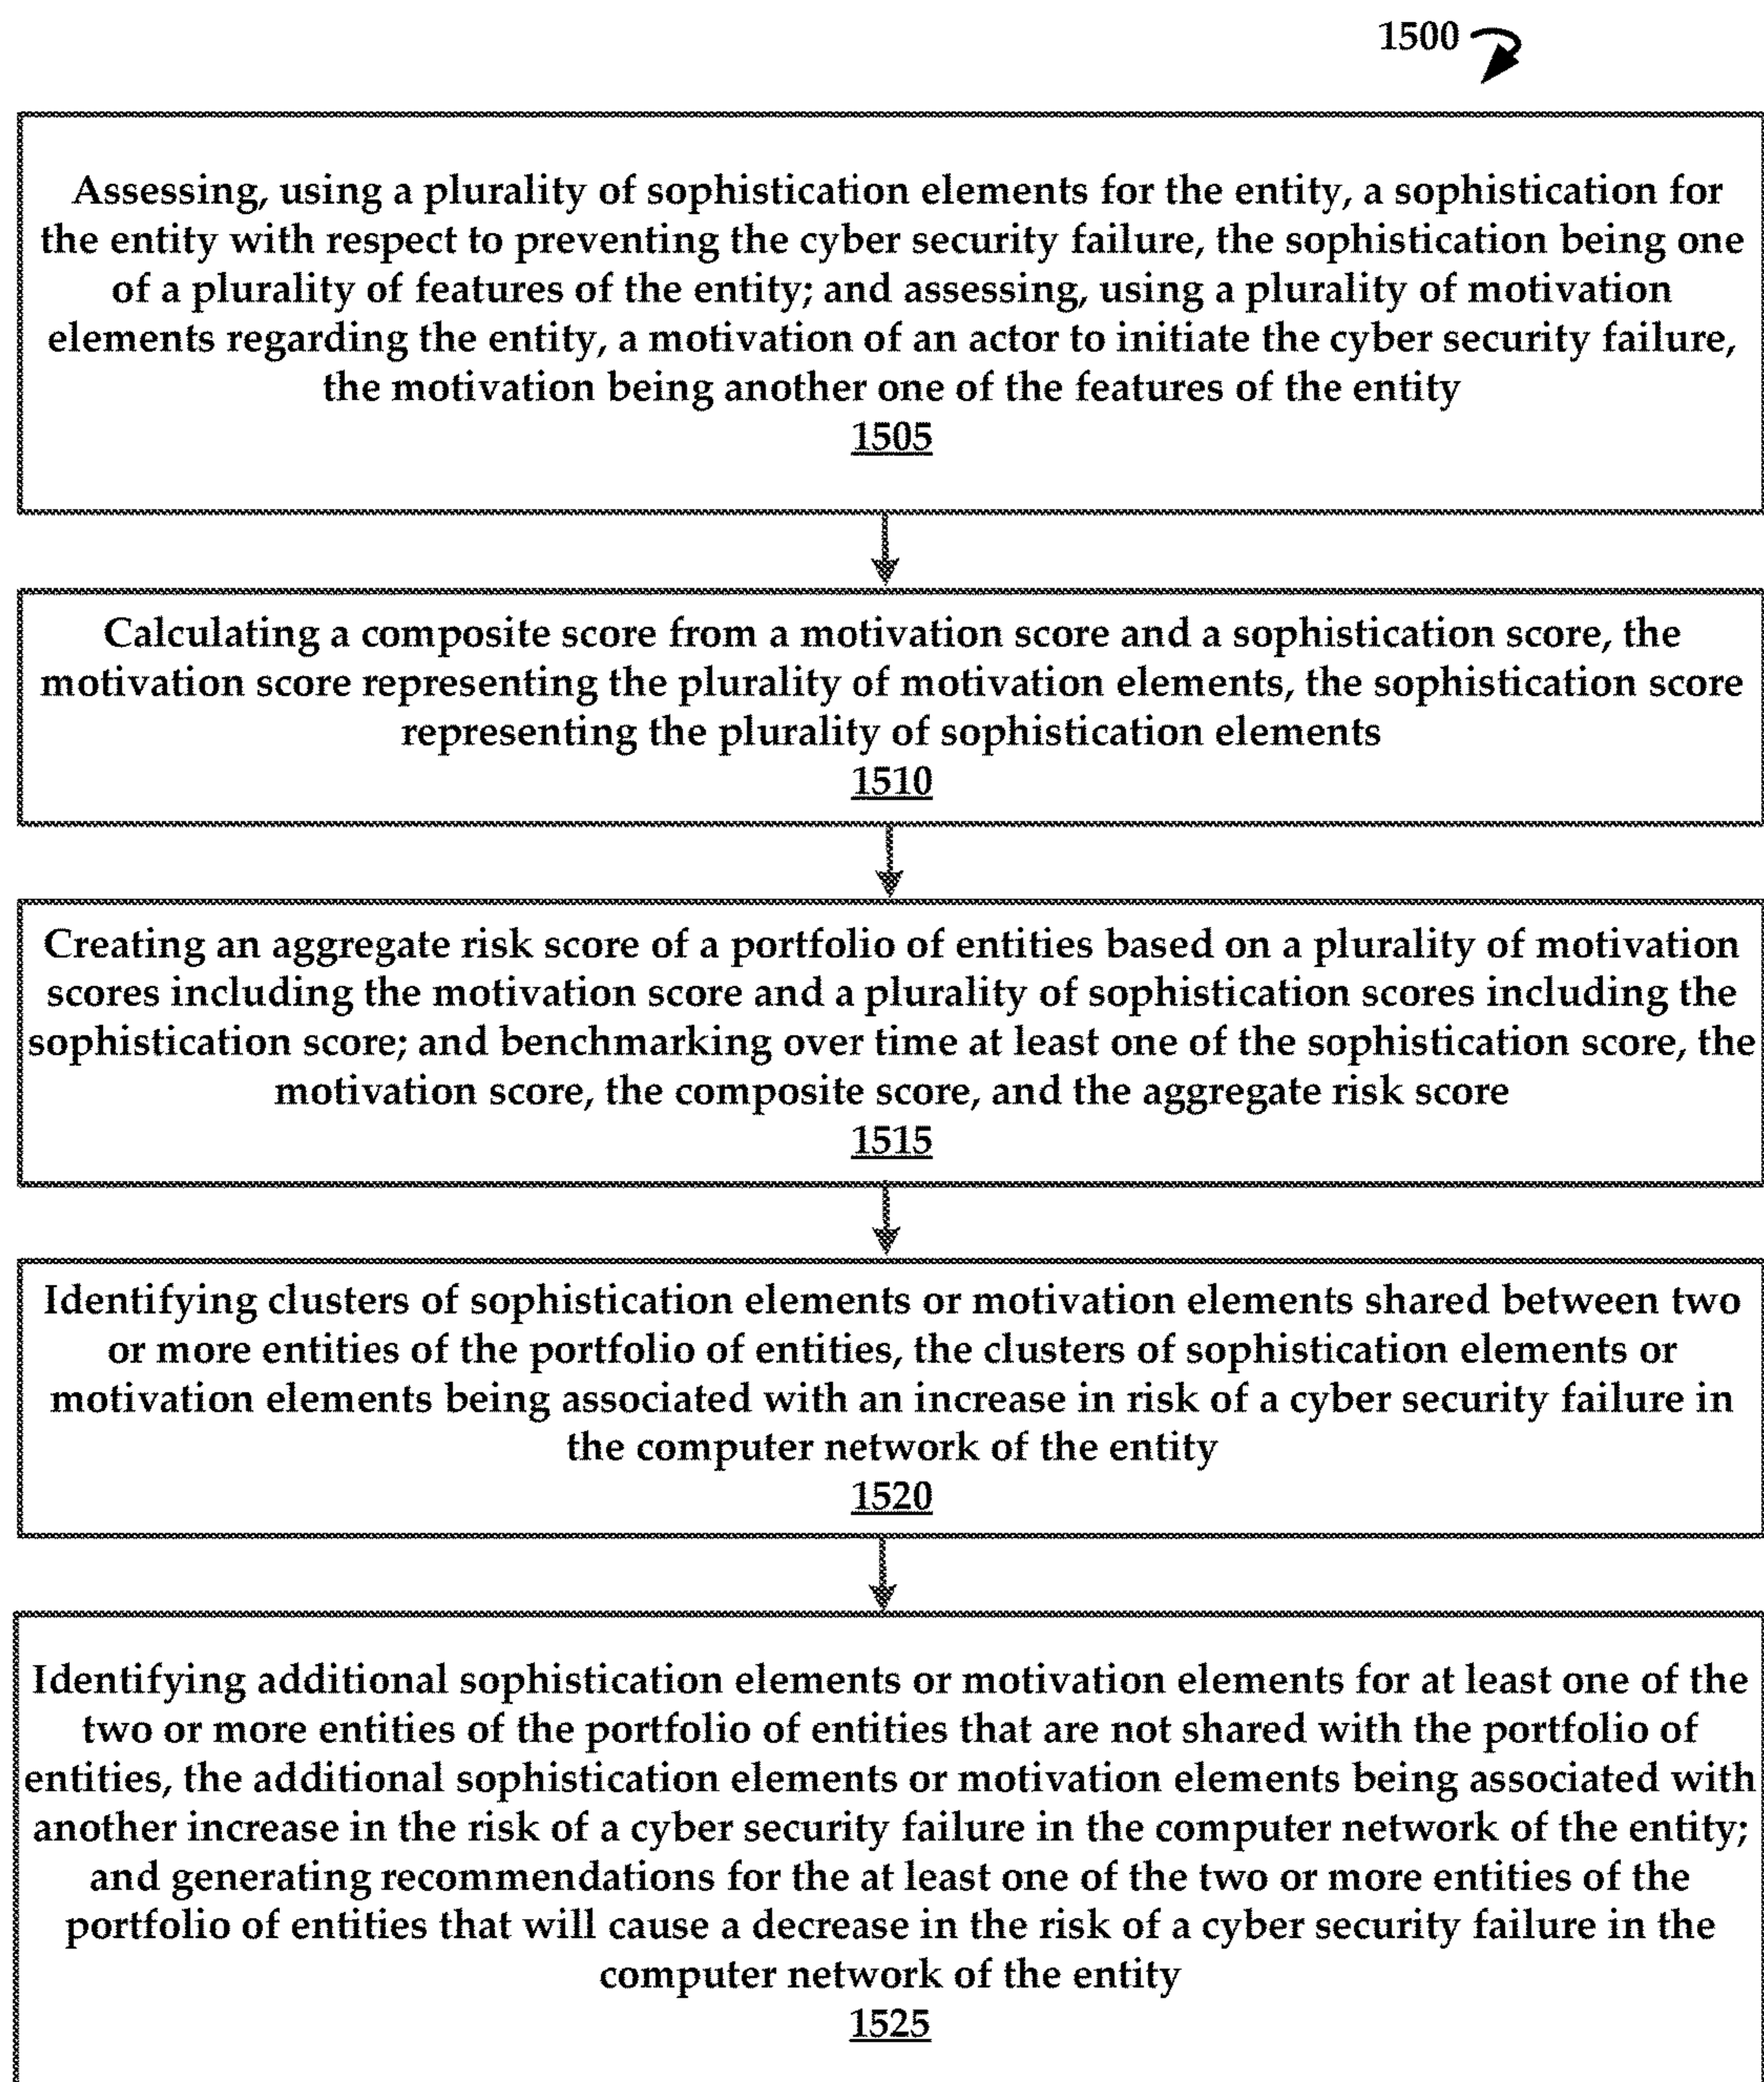 1500
Assessing, using a plurality of sophistication elements for the entity, a sophistication for
the entity with respect to preventing the cyber security failure, the sophistication being one
of a plurality of features of the entity; and assessing, using a plurality of motivation
elements regarding the entity, a motivation of an actor to initiate the cyber security failure,
the motivation being another one of the features of the entity
1505
Calculating a composite score from a motivation score and a sophistication score, the
motivation score representing the plurality of motivation elements, the sophistication score
representing the plurality of sophistication elements
1510
Creating an aggregate risk score of a portfolio of entities based on a plurality of motivation
scores including the motivation score and a plurality of sophistication scores including the
sophistication score; and benchmarking over time at least one of the sophistication score, the
motivation score, the composite score, and the aggregate risk score
1515
Identifying clusters of sophistication elements or motivation elements shared between two
or more entities of the portfolio of entities, the clusters of sophistication elements or
motivation elements being associated with an increase in risk of a cyber security failure in
the computer network of the entity
1520
Identifying additional sophistication elements or motivation elements for at least one of the
two or more entities of the portfolio of entities that are not shared with the portfolio of
entities, the additional sophistication elements or motivation elements being associated with
another increase in the risk of a cyber security failure in the computer network of the entity;
and generating recommendations for the at least one of the two or more entities of the
portfolio of entities that will cause a decrease in the risk of a cyber security failure in the
computer network of the entity
1525